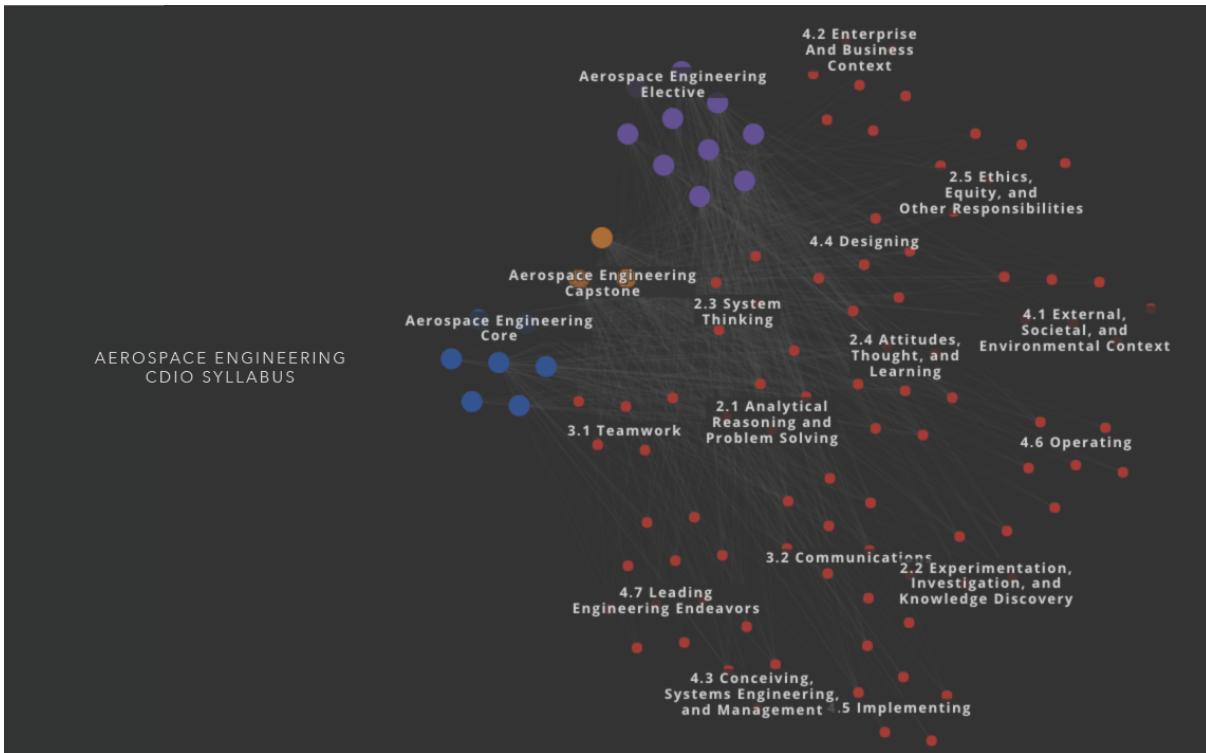 4.2 Enterprise
And Business
Context
Aerospace Engineering
Elective
2.5 Ethics,
Equity, and
Other Responsibilities
4.4 Designing
Aerospace Engineering
Capstone
2.3 System
Thinking
4.1 External,
Societal, and
Environmental Context
Aerospace Engineering
Core
2.4 Attitudes,
Thought, and
Learning
AEROSPACE ENGINEERING
CDIO SYLLABUS
2.1 Analytical
Reasoning and
Problem Solving
3.1 Teamwork
4.6 Operating
3.2 Communications
2.2 Experimentation,
Investigation, and
Knowledge Discovery
4.7 Leading
Engineering Endeavors
4.3 Conceiving,
Systems Engineering,
and Management
4.5 Implementing